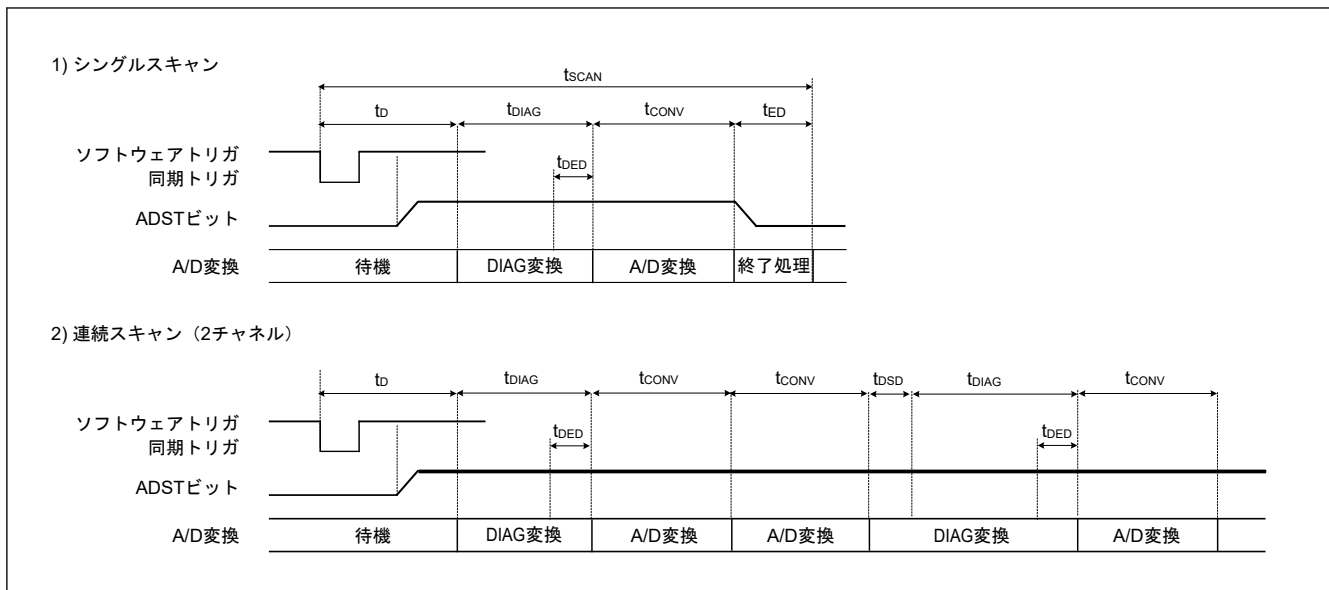 1) シングルスキャン
tSCAN
tD tDIAG tCONV tED
ソフトウェアトリガ
同期トリガ
tDED
ADSTビット
A/D変換 待機 DIAG変換 A/D変換 終了処理
2) 連続スキャン（2チャネル）
tD tDIAG tCONV tCONV tDSD tDIAG tCONV
ソフトウェアトリガ
同期トリガ
tDED tDED
ADSTビット
A/D変換 待機 DIAG変換 A/D変換 A/D変換 DIAG変換 A/D変換